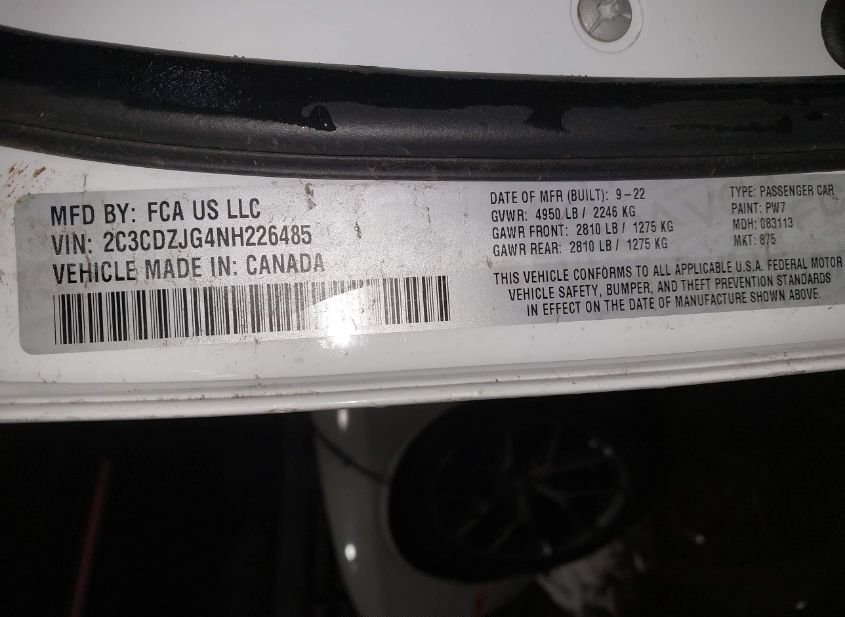 MFD BY: FCA US LLC
VIN: 2C3CDZJG4NH226485
VEHICLE MADE IN: CANADA
DATE OF MFR (BUILT): 9-22
GVWR: 4950 LB / 2246 KG
GAWR FRONT: 2810 LB / 1275 KG
GAWR REAR: 2810 LB / 1275 KG
TYPE: PASSENGER CAR
PAINT: PW7
MDH: 083113
MKT: 875
THIS VEHICLE CONFORMS TO ALL APPLICABLE U.S.A. FEDERAL MOTOR
VEHICLE SAFETY, BUMPER, AND THEFT PREVENTION STANDARDS
IN EFFECT ON THE DATE OF MANUFACTURE SHOWN ABOVE.